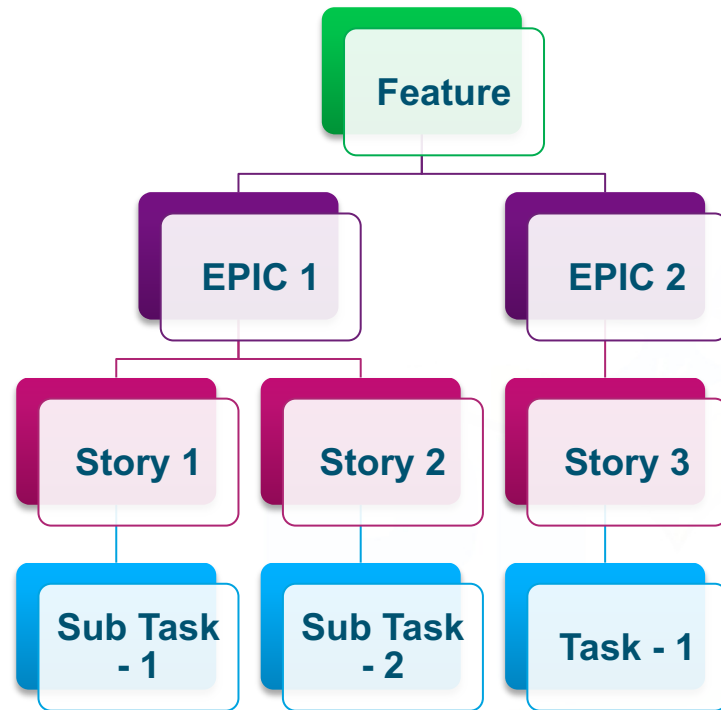 Feature
EPIC 1
EPIC 2
Story 1
Story 2
Story 3
Sub Task
- 1
Sub Task
- 2
Task - 1